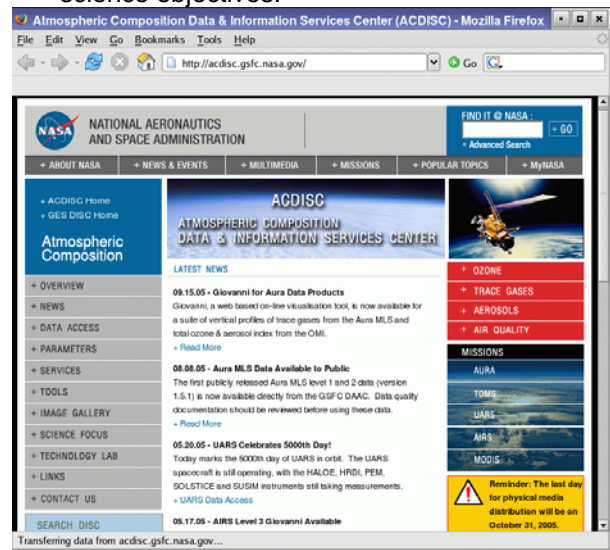 science objectives.
Atmospheric Composition Data & Information Services Center (ACDISC) - Mozilla Firefox
File Edit View Go Bookmarks Tools Help
http://acdisc.gsfc.nasa.gov/
Go
G
NASA
NATIONAL AERONAUTICS
AND SPACE ADMINISTRATION
FIND IT @ NASA :
+ GO
+ Advanced Search
+ ABOUT NASA + NEWS & EVENTS + MULTIMEDIA + MISSIONS + POPULAR TOPICS + MyNASA
+ ACDISC Home
+ GES DISC Home
Atmospheric
Composition
+ OVERVIEW
+ NEWS
+ DATA ACCESS
+ PARAMETERS
+ SERVICES
+ TOOLS
+ IMAGE GALLERY
+ SCIENCE FOCUS
+ TECHNOLOGY LAB
+ LINKS
+ CONTACT US
SEARCH DISC
ACDISC
ATMOSPHERIC COMPOSITION
DATA & INFORMATION SERVICES CENTER
LATEST NEWS
09.15.05 - Giovanni for Aura Data Products
Giovanni, a web based on-line visualisation tool, is now available for
a suite of vertical profiles of trace gases from the Aura MLS and
total ozone & aerosol index from the OMI.
+ Read More
08.08.05 - Aura MLS Data Available to Public
The first publicly released Aura MLS level 1 and 2 data (version
1.5.1) is now available directly from the GSFC DAAC. Data quality
documentation should be reviewed before using these data.
+ Read More
05.20.05 - UARS Celebrates 5000th Day!
Today marks the 5000th day of UARS in orbit. The UARS
spacecraft is still operating, with the HALOE, HRDI, PEM,
SOLSTICE and SUSIM instruments still taking measurements.
+ UARS Data Access
05.17.05 - AIRS Level 3 Giovanni Available
+ OZONE
+ TRACE GASES
+ AEROSOLS
+ AIR QUALITY
MISSIONS
AURA
TOMS
UARS
AIRS
MODIS
Reminder: The last day
for physical media
distribution will be on
October 31, 2005.
Transferring data from acdisc.gsfc.nasa.gov...